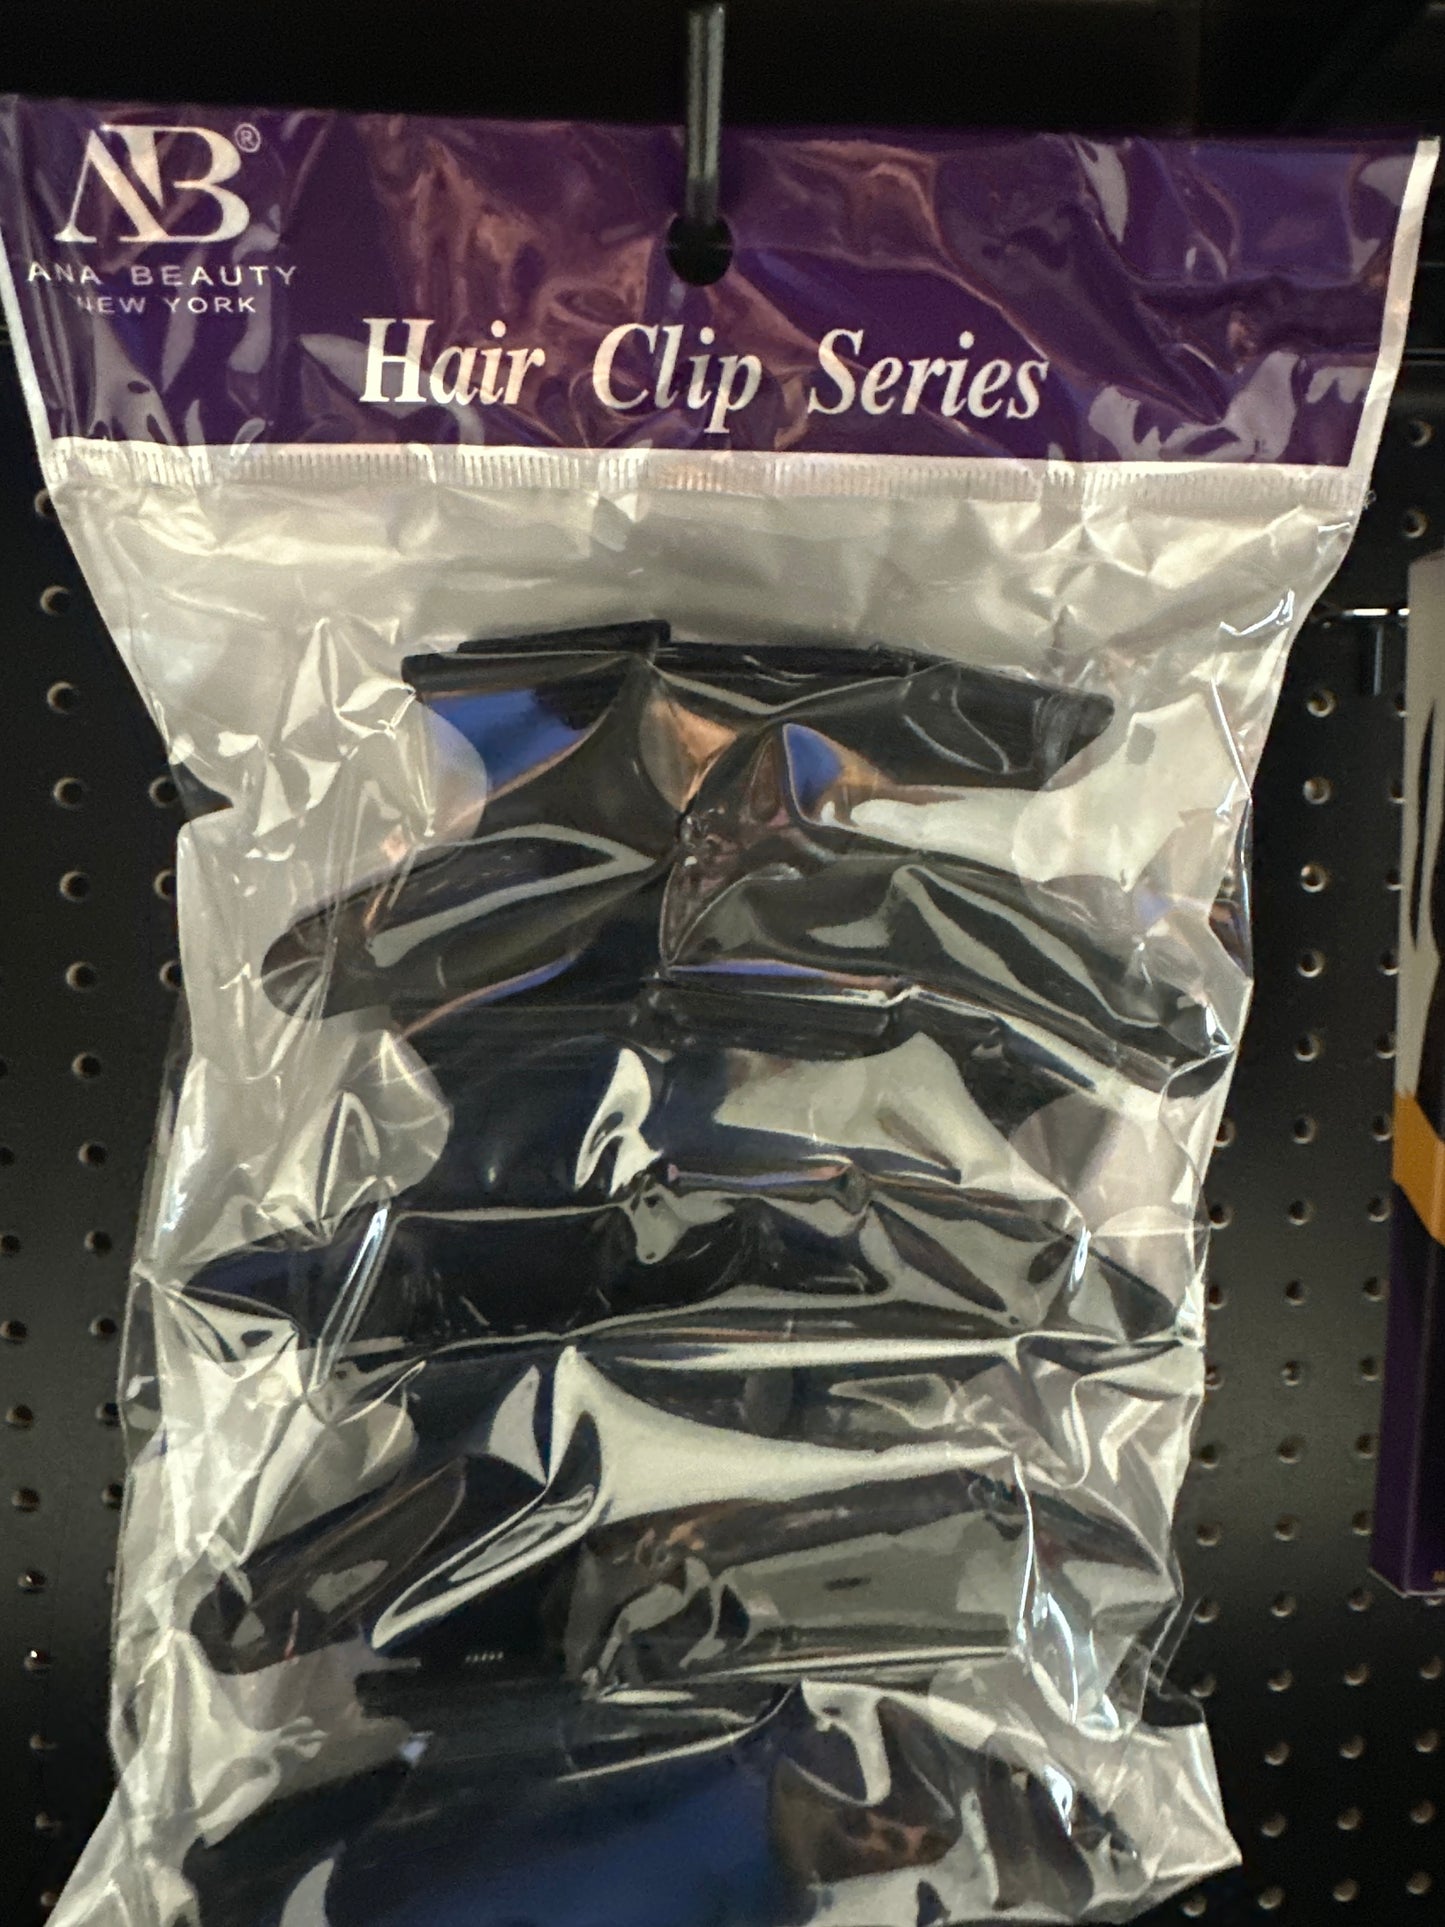 AB®
ANA BEAUTY
NEW YORK
Hair Clip Series